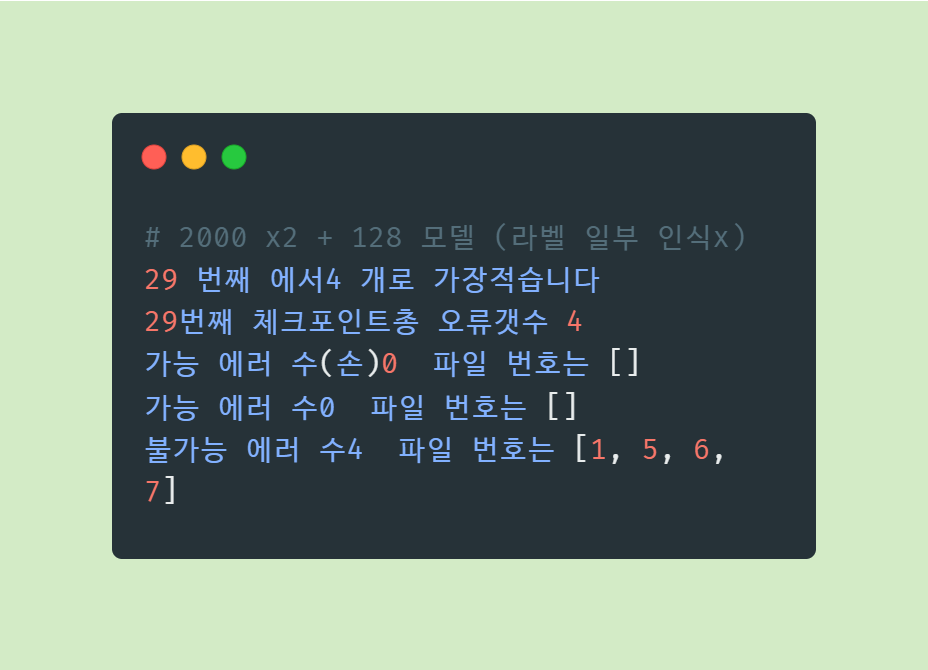 # 2000 x2 + 128 모델 (라벨 일부 인식x)
29 번째 에서4 개로 가장적습니다
29번째 체크포인트총 오류갯수 4
가능 에러 수(손)0  파일 번호는 []
가능 에러 수0  파일 번호는 []
불가능 에러 수4  파일 번호는 [1, 5, 6,
7]